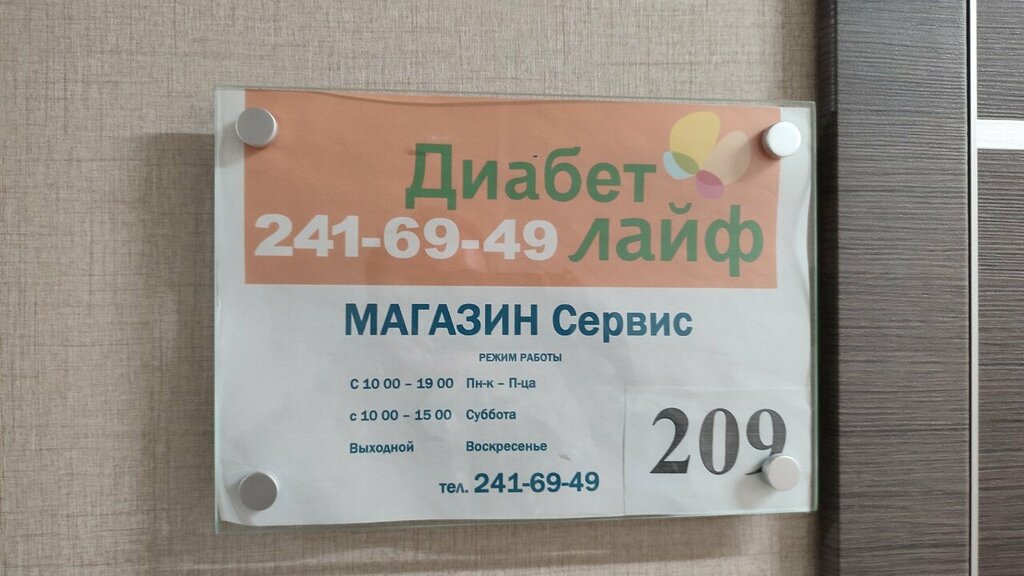 Диабет
241-69-49 лайф
МАГАЗИН Сервис
РЕЖИМ РАБОТЫ
С 10 00 – 19 00 Пн-к – П-ца
с 10 00 – 15 00 Суббота
Выходной Воскресенье
тел. 241-69-49
209